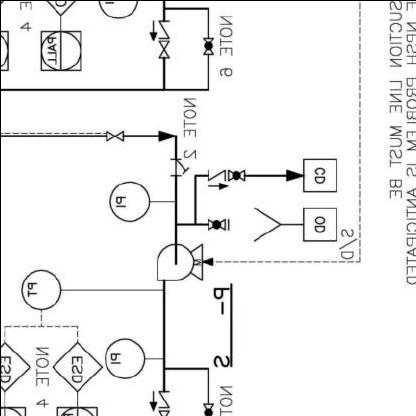 E NPSH PROBLEM IS ANTICIPATED
SUCTION LINE MUST BE
NOTE 4
PALL
NOTE 6
NOTE 2
PI
CD
OD
S/D
M
PT
P-
S
PI
ESD
NOTE 4
ESD
NOT